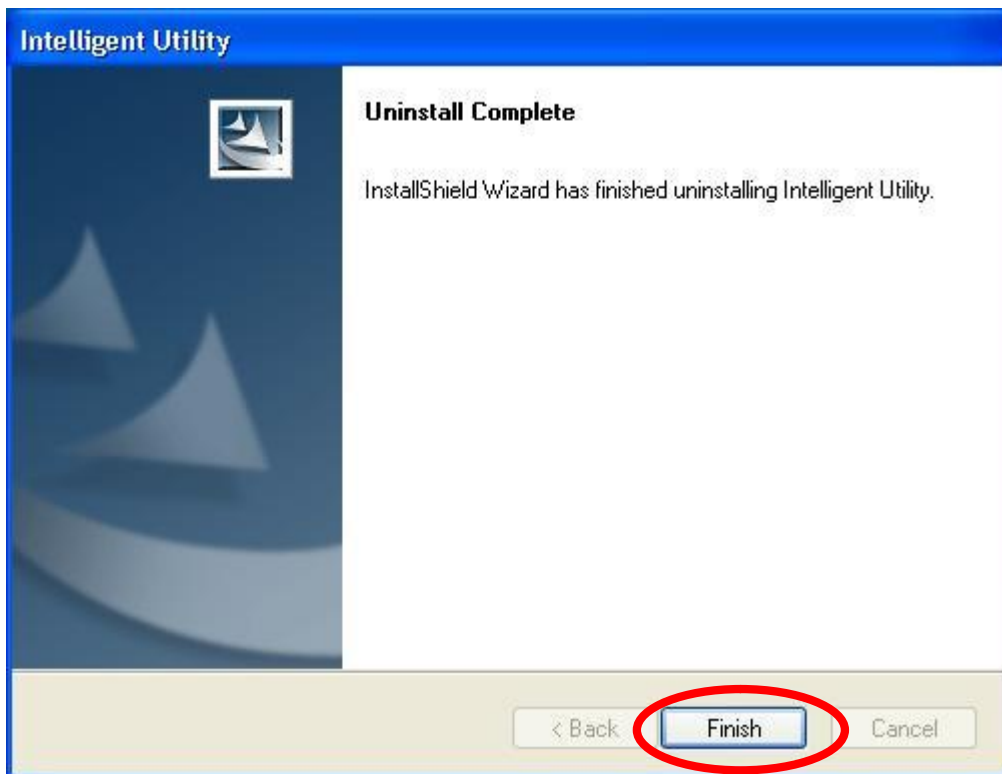 Intelligent Utility
Uninstall Complete
InstallShield Wizard has finished uninstalling Intelligent Utility.
< Back Finish Cancel